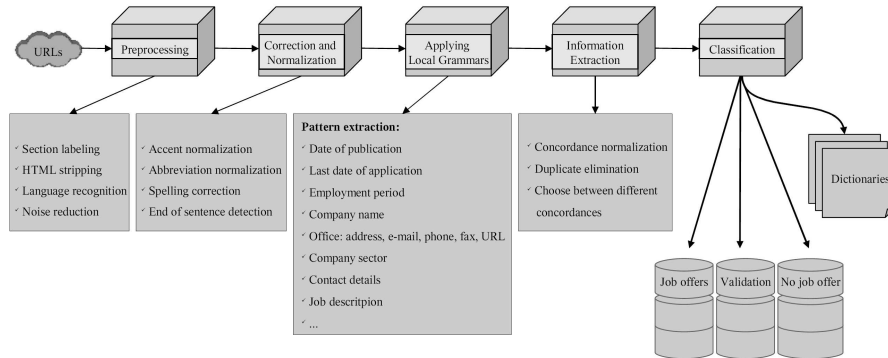 URLs
Preprocessing
Correction and
Normalization
Applying
Local Grammars
Information
Extraction
Classification
Section labeling
HTML stripping
Language recognition
Noise reduction
Accent normalization
Abbreviation normalization
Spelling correction
End of sentence detection
Pattern extraction:
Date of publication
Last date of application
Employment period
Company name
Office: address, e-mail, phone, fax, URL
Company sector
Contact details
Job descritpion
...
Concordance normalization
Duplicate elimination
Choose between different
concordances
Dictionaries
Job offers
Validation
No job offer